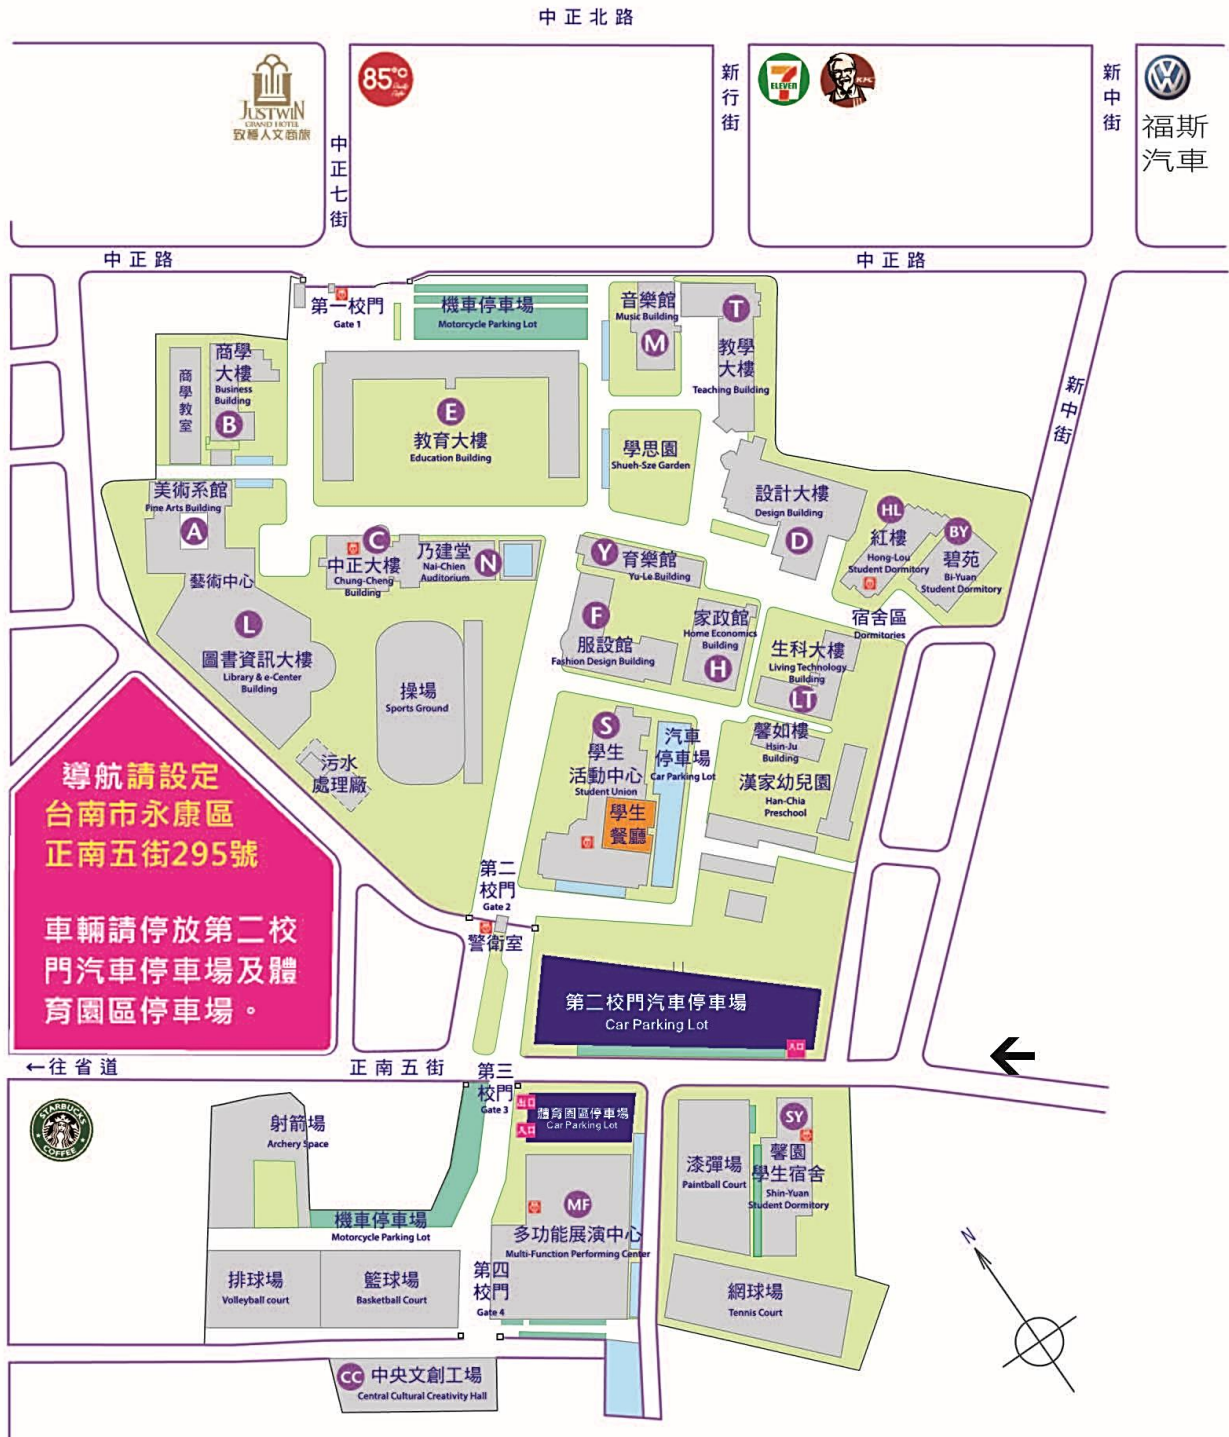 中正北路
JUSTWIN
GRAND HOTEL
致穩人文商旅
85°C
中正七街
新行街
7
ELEVEN
KFC
新中街
福斯
汽車
中正路
中正路
第一校門
Gate 1
機車停車場
Motorcycle Parking Lot
音樂館
Music Building
M
T
教學
大樓
Teaching Building
新中街
商學教室
商學
大樓
Business
Building
B
E
教育大樓
Education Building
學思園
Shueh-Sze Garden
美術系館
Fine Arts Building
A
藝術中心
設計大樓
Design Building
D
HL
紅樓
Hong-Lou
Student Dormitory
BY
碧苑
Bi-Yuan
Student Dormitory
宿舍區
Dormitories
C
中正大樓
Chung-Cheng
Building
乃建堂
Nai-Chien
Auditorium
N
Y
育樂館
Yu-Le Building
F
服設館
Fashion Design Building
家政館
Home Economics
Building
H
生科大樓
Living Technology
Building
LT
L
圖書資訊大樓
Library & e-Center
Building
操場
Sports Ground
污水
處理廠
S
學生
活動中心
Student Union
學生
餐廳
汽車
停車場
Car Parking Lot
馨如樓
Hsin-Ju
Building
漢家幼兒園
Han-Chia
Preschool
導航請設定
台南市永康區
正南五街295號
車輛請停放第二校
門汽車停車場及體
育園區停車場。
第二
校門
Gate 2
警衛室
第二校門汽車停車場
Car Parking Lot
入口
←往省道
正南五街
第三
校門
Gate 3
出口
入口
體育園區停車場
Car Parking Lot
STARBUCKS
COFFEE
射箭場
Archery Space
機車停車場
Motorcycle Parking Lot
排球場
Volleyball court
籃球場
Basketball Court
第四
校門
Gate 4
MF
多功能展演中心
Multi-Function Performing Center
漆彈場
Paintball Court
SY
馨園
學生宿舍
Shin-Yuan
Student Dormitory
網球場
Tennis Court
N
CC
中央文創工場
Central Cultural Creativity Hall